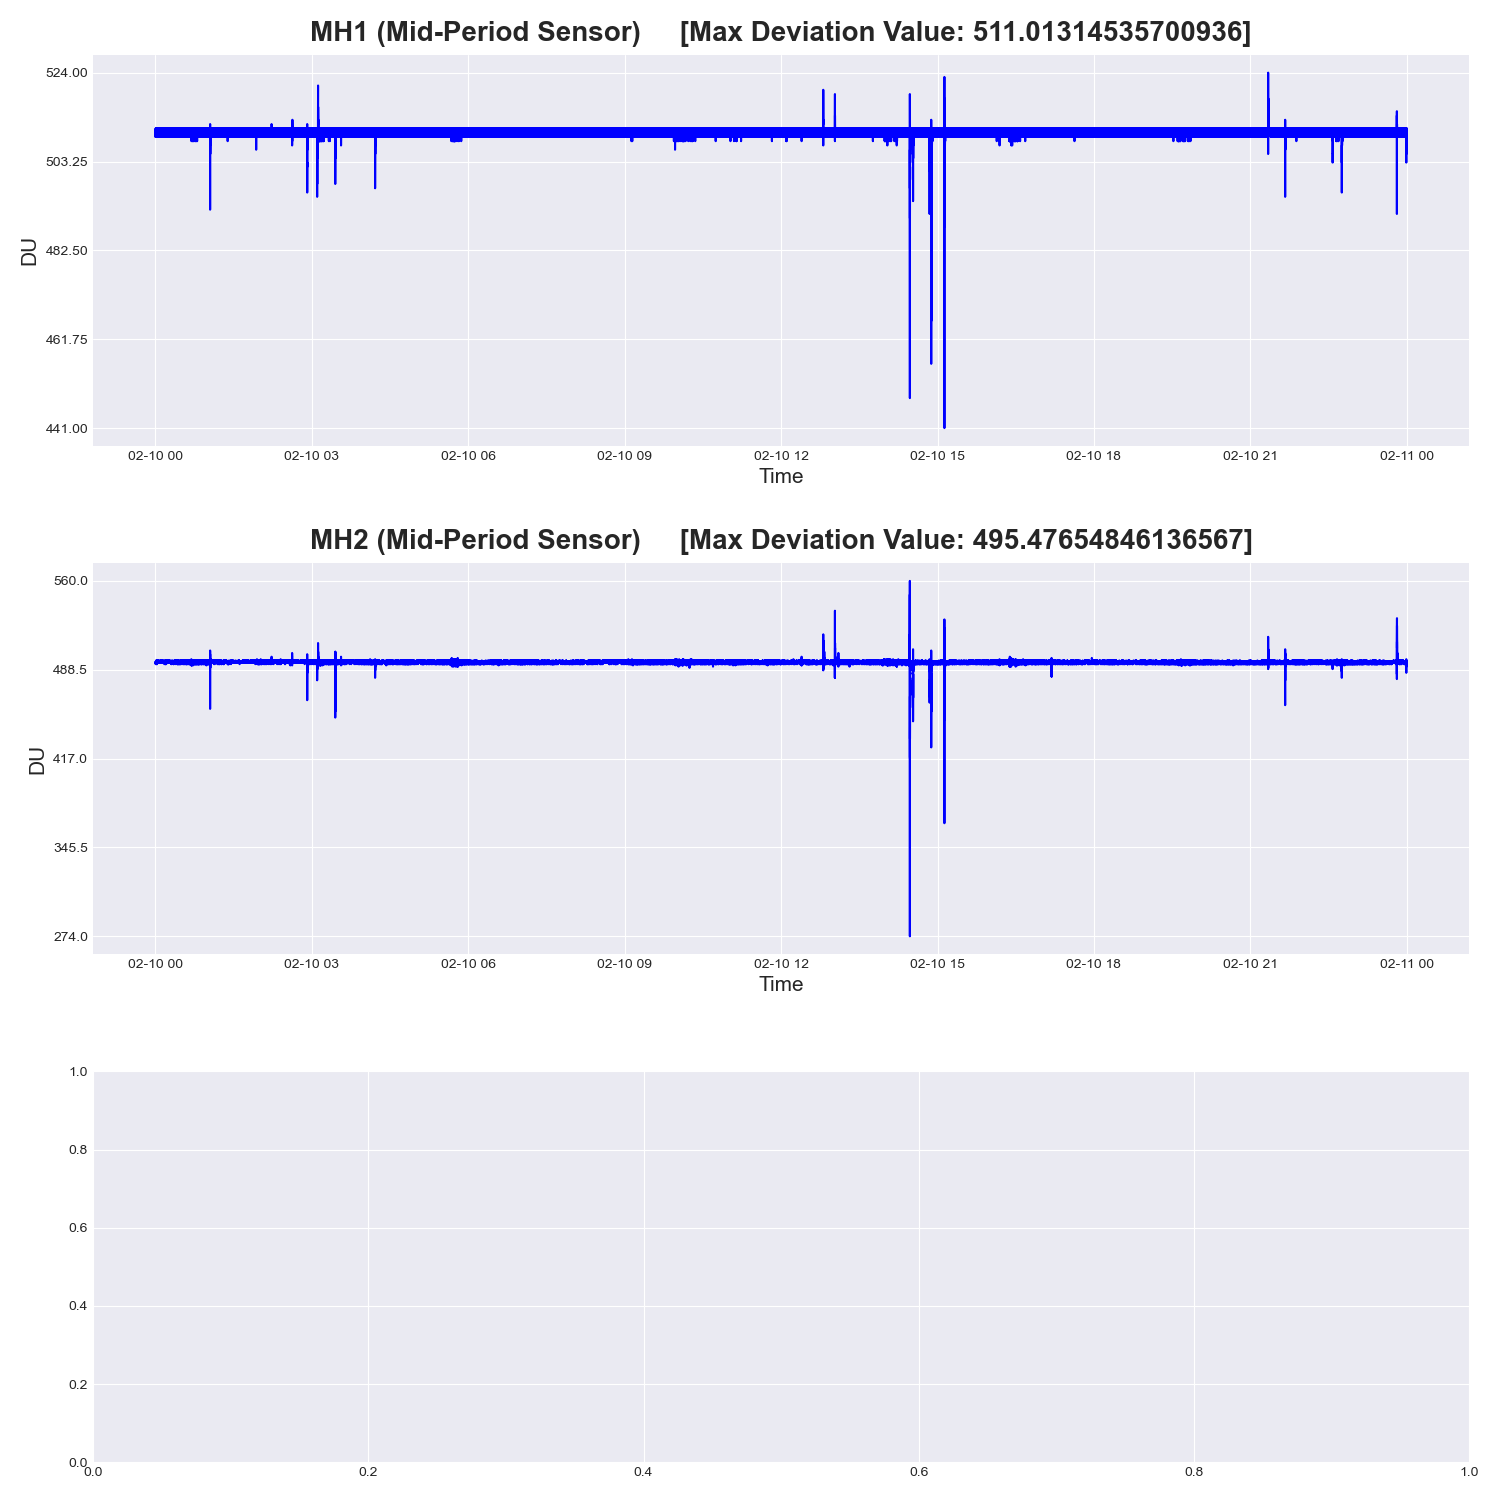 MH1 (Mid-Period Sensor) [Max Deviation Value: 511.01314535700936]
524.00
503.25
482.50
461.75
441.00
DU
02-10 00 02-10 03 02-10 06 02-10 09 02-10 12 02-10 15 02-10 18 02-10 21 02-11 00
Time
MH2 (Mid-Period Sensor) [Max Deviation Value: 495.47654846136567]
560.0
488.5
417.0
345.5
274.0
DU
02-10 00 02-10 03 02-10 06 02-10 09 02-10 12 02-10 15 02-10 18 02-10 21 02-11 00
Time
1.0
0.8
0.6
0.4
0.2
0.0
0.0 0.2 0.4 0.6 0.8 1.0